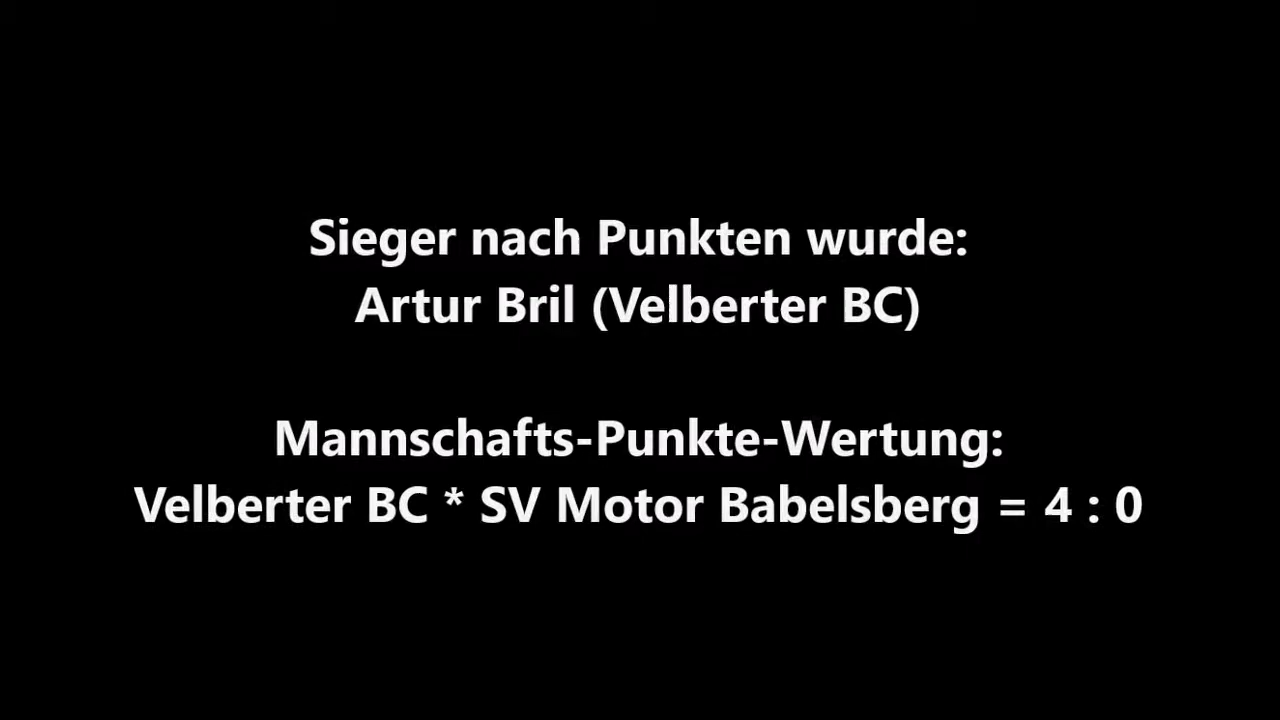 Sieger nach Punkten wurde:
Artur Bril (Velberter BC)
Mannschafts-Punkte-Wertung:
Velberter BC * SV Motor Babelsberg = 4 : 0